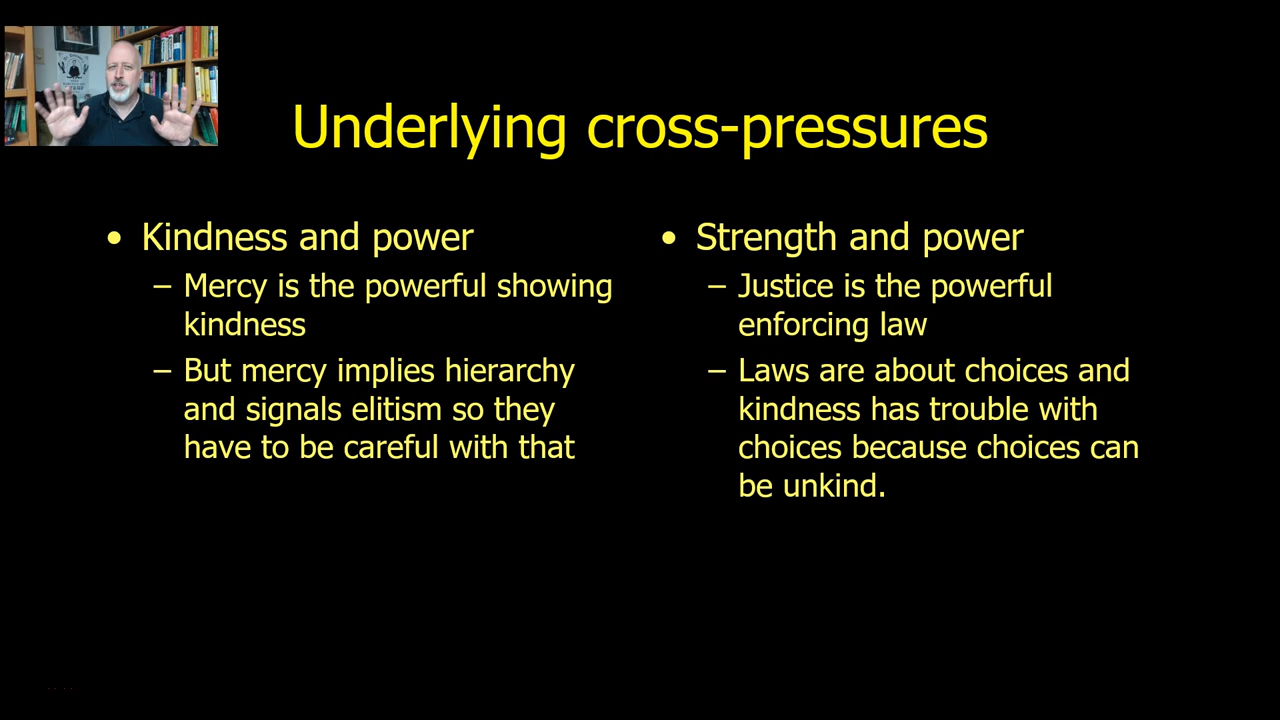 Underlying cross-pressures
• Kindness and power
– Mercy is the powerful showing
kindness
– But mercy implies hierarchy
and signals elitism so they
have to be careful with that
• Strength and power
– Justice is the powerful
enforcing law
– Laws are about choices and
kindness has trouble with
choices because choices can
be unkind.